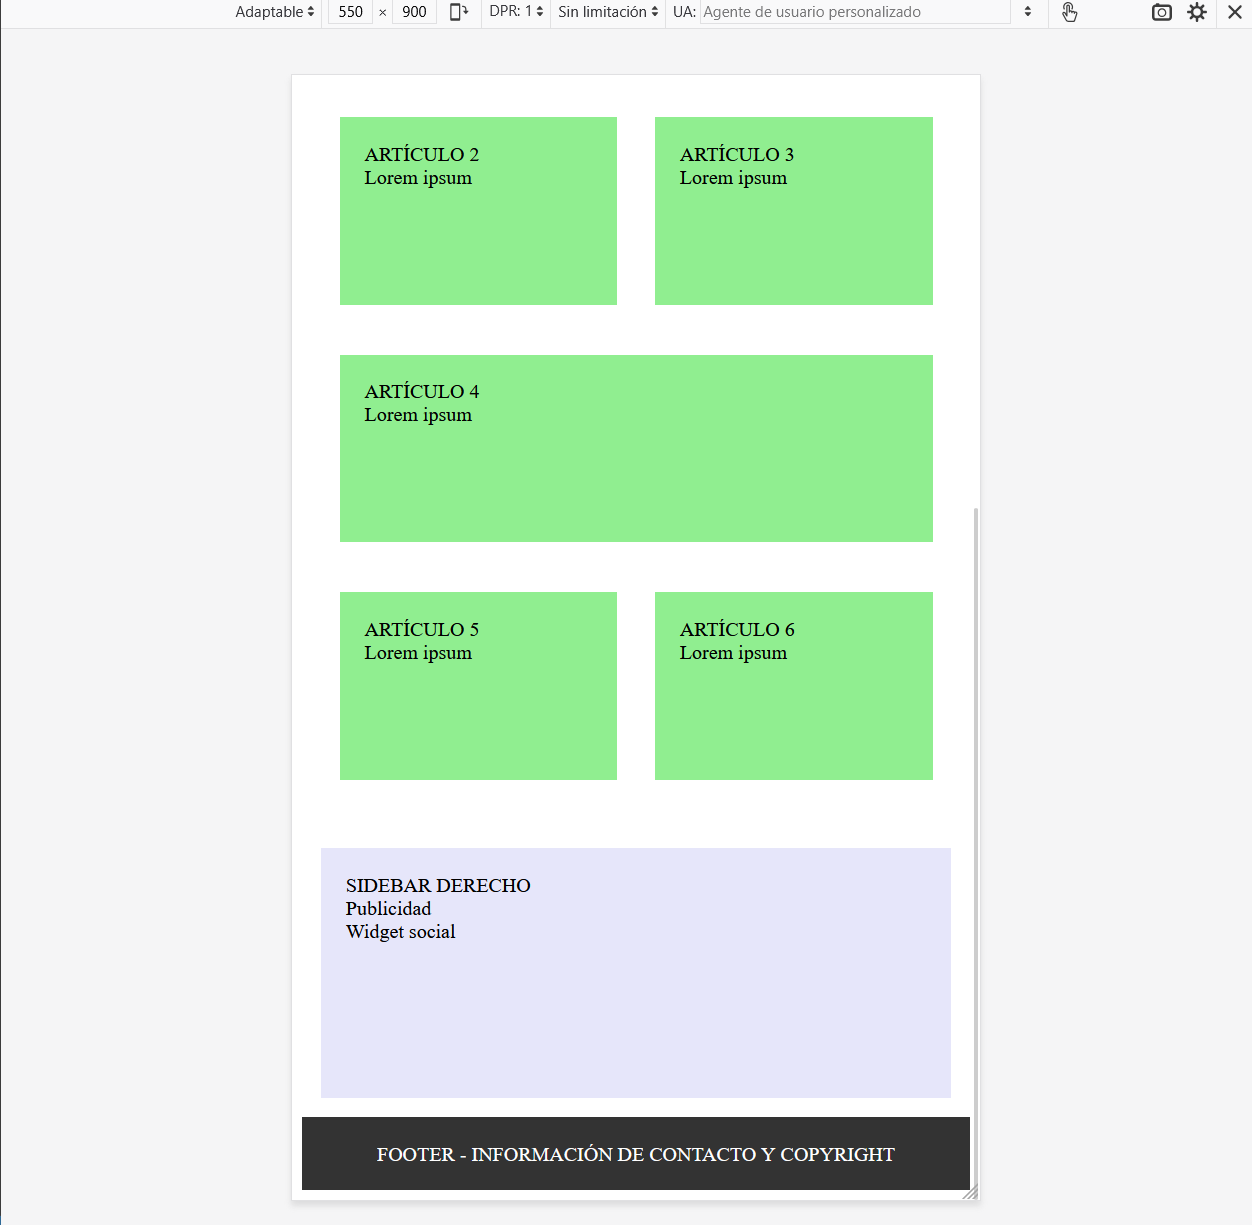 Adaptable 550 × 900 DPR: 1 Sin limitación UA: Agente de usuario personalizado
ARTÍCULO 2
Lorem ipsum
ARTÍCULO 3
Lorem ipsum
ARTÍCULO 4
Lorem ipsum
ARTÍCULO 5
Lorem ipsum
ARTÍCULO 6
Lorem ipsum
SIDEBAR DERECHO
Publicidad
Widget social
FOOTER - INFORMACIÓN DE CONTACTO Y COPYRIGHT